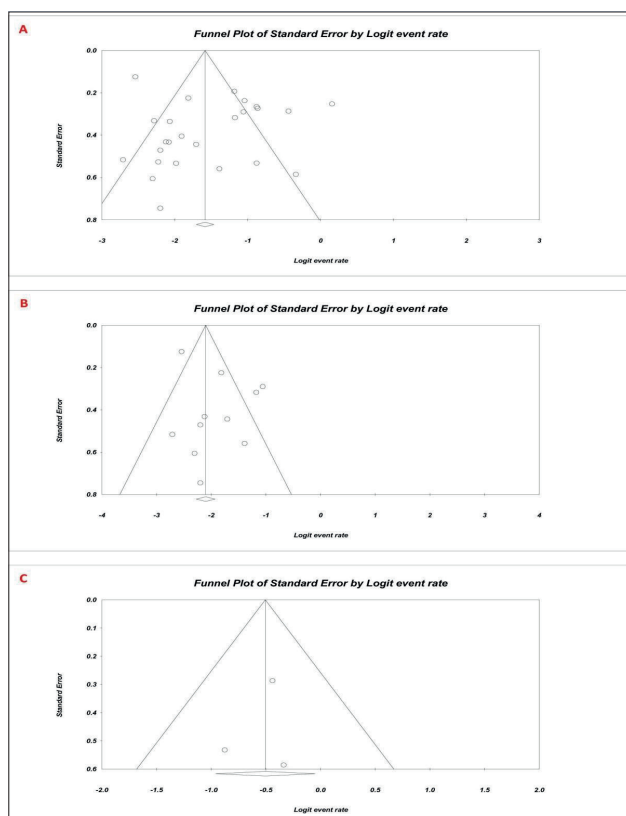 A
Funnel Plot of Standard Error by Logit event rate
0.0
0.2
0.4
0.6
0.8
Standard Error
-3 -2 -1 0 1 2 3
Logit event rate
B
Funnel Plot of Standard Error by Logit event rate
0.0
0.2
0.4
0.6
0.8
Standard Error
-4 -3 -2 -1 0 1 2 3 4
Logit event rate
C
Funnel Plot of Standard Error by Logit event rate
0.0
0.1
0.2
0.3
0.4
0.5
0.6
Standard Error
-2.0 -1.5 -1.0 -0.5 0.0 0.5 1.0 1.5 2.0
Logit event rate